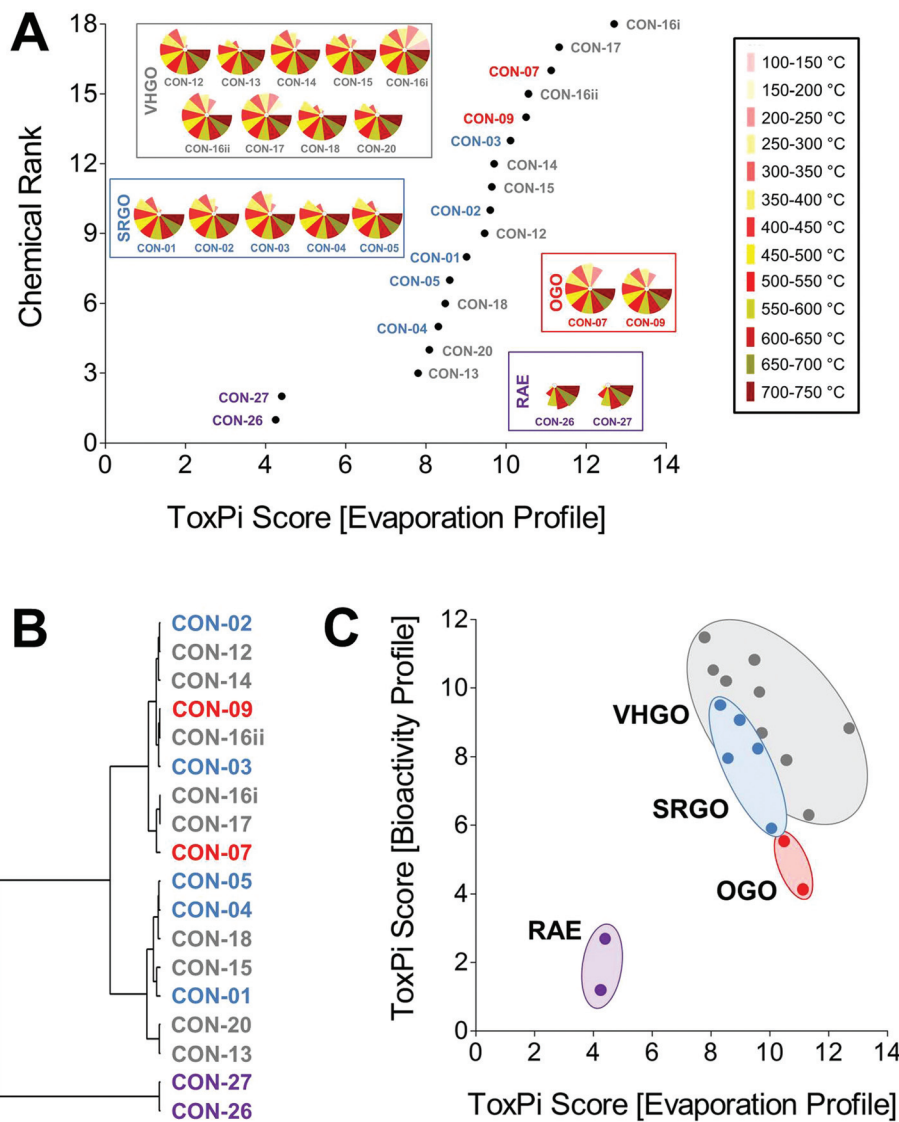 A
Chemical Rank
18
15
12
9
6
3
0
VHGO
CON-12 CON-13 CON-14 CON-15 CON-16i
CON-16ii CON-17 CON-18 CON-20
SRGO
CON-01 CON-02 CON-03 CON-04 CON-05
OGO
CON-07 CON-09
RAE
CON-26 CON-27
CON-16i
CON-17
CON-07
CON-16ii
CON-09
CON-03
CON-14
CON-15
CON-02
CON-12
CON-01
CON-05
CON-18
CON-04
CON-20
CON-13
CON-27
CON-26
0 2 4 6 8 10 12 14
ToxPi Score [Evaporation Profile]
100-150 °C
150-200 °C
200-250 °C
250-300 °C
300-350 °C
350-400 °C
400-450 °C
450-500 °C
500-550 °C
550-600 °C
600-650 °C
650-700 °C
700-750 °C
B
CON-02
CON-12
CON-14
CON-09
CON-16ii
CON-03
CON-16i
CON-17
CON-07
CON-05
CON-04
CON-18
CON-15
CON-01
CON-20
CON-13
CON-27
CON-26
C
ToxPi Score [Bioactivity Profile]
12
10
8
6
4
2
0
VHGO
SRGO
OGO
RAE
0 2 4 6 8 10 12 14
ToxPi Score [Evaporation Profile]